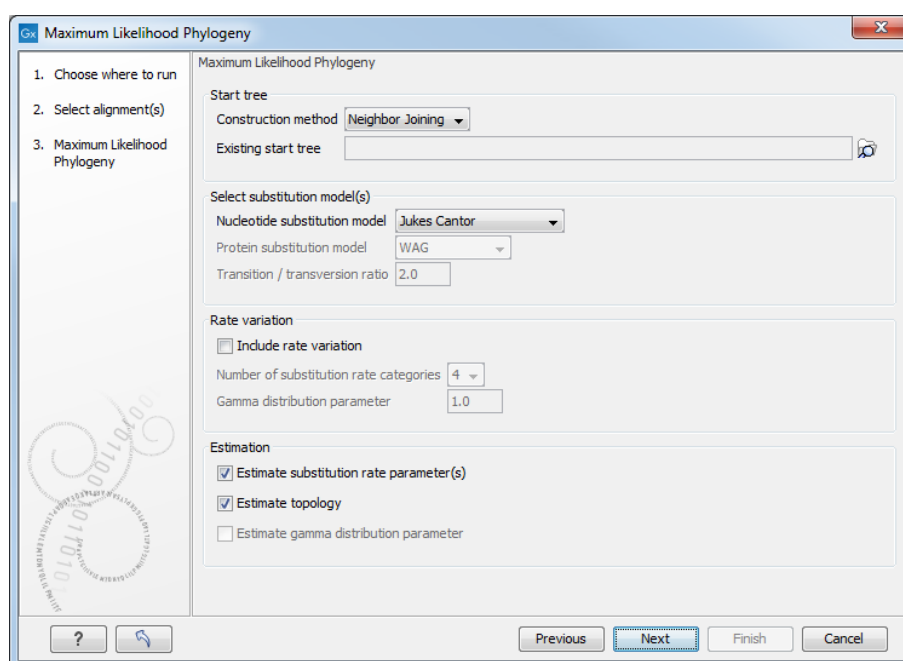 Gx Maximum Likelihood Phylogeny
1. Choose where to run
2. Select alignment(s)
3. Maximum Likelihood
Phylogeny
Maximum Likelihood Phylogeny
Start tree
Construction method Neighbor Joining
Existing start tree
Select substitution model(s)
Nucleotide substitution model Jukes Cantor
Protein substitution model WAG
Transition / transversion ratio 2.0
Rate variation
Include rate variation
Number of substitution rate categories 4
Gamma distribution parameter 1.0
Estimation
Estimate substitution rate parameter(s)
Estimate topology
Estimate gamma distribution parameter
? Previous Next Finish Cancel